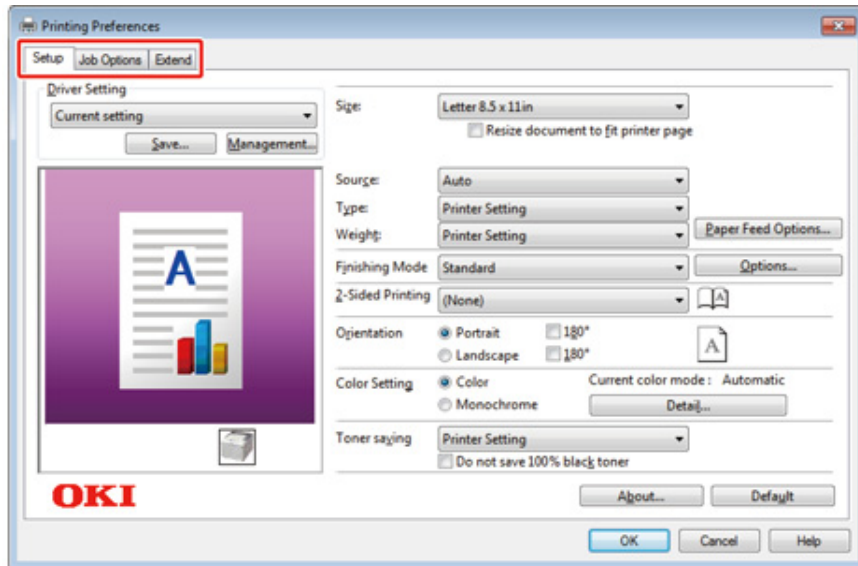 Printing Preferences
Setup Job Options Extend
Driver Setting
Current setting
Save... Management...
A
OKI
Size: Letter 8.5 x 11in
Resize document to fit printer page
Source: Auto
Type: Printer Setting
Weight: Printer Setting Paper Feed Options...
Finishing Mode Standard Options...
2-Sided Printing (None) A
Orientation Portrait 180°
Landscape 180° A
Color Setting Color Current color mode : Automatic
Monochrome Detail...
Toner saving Printer Setting
Do not save 100% black toner
About... Default
OK Cancel Help